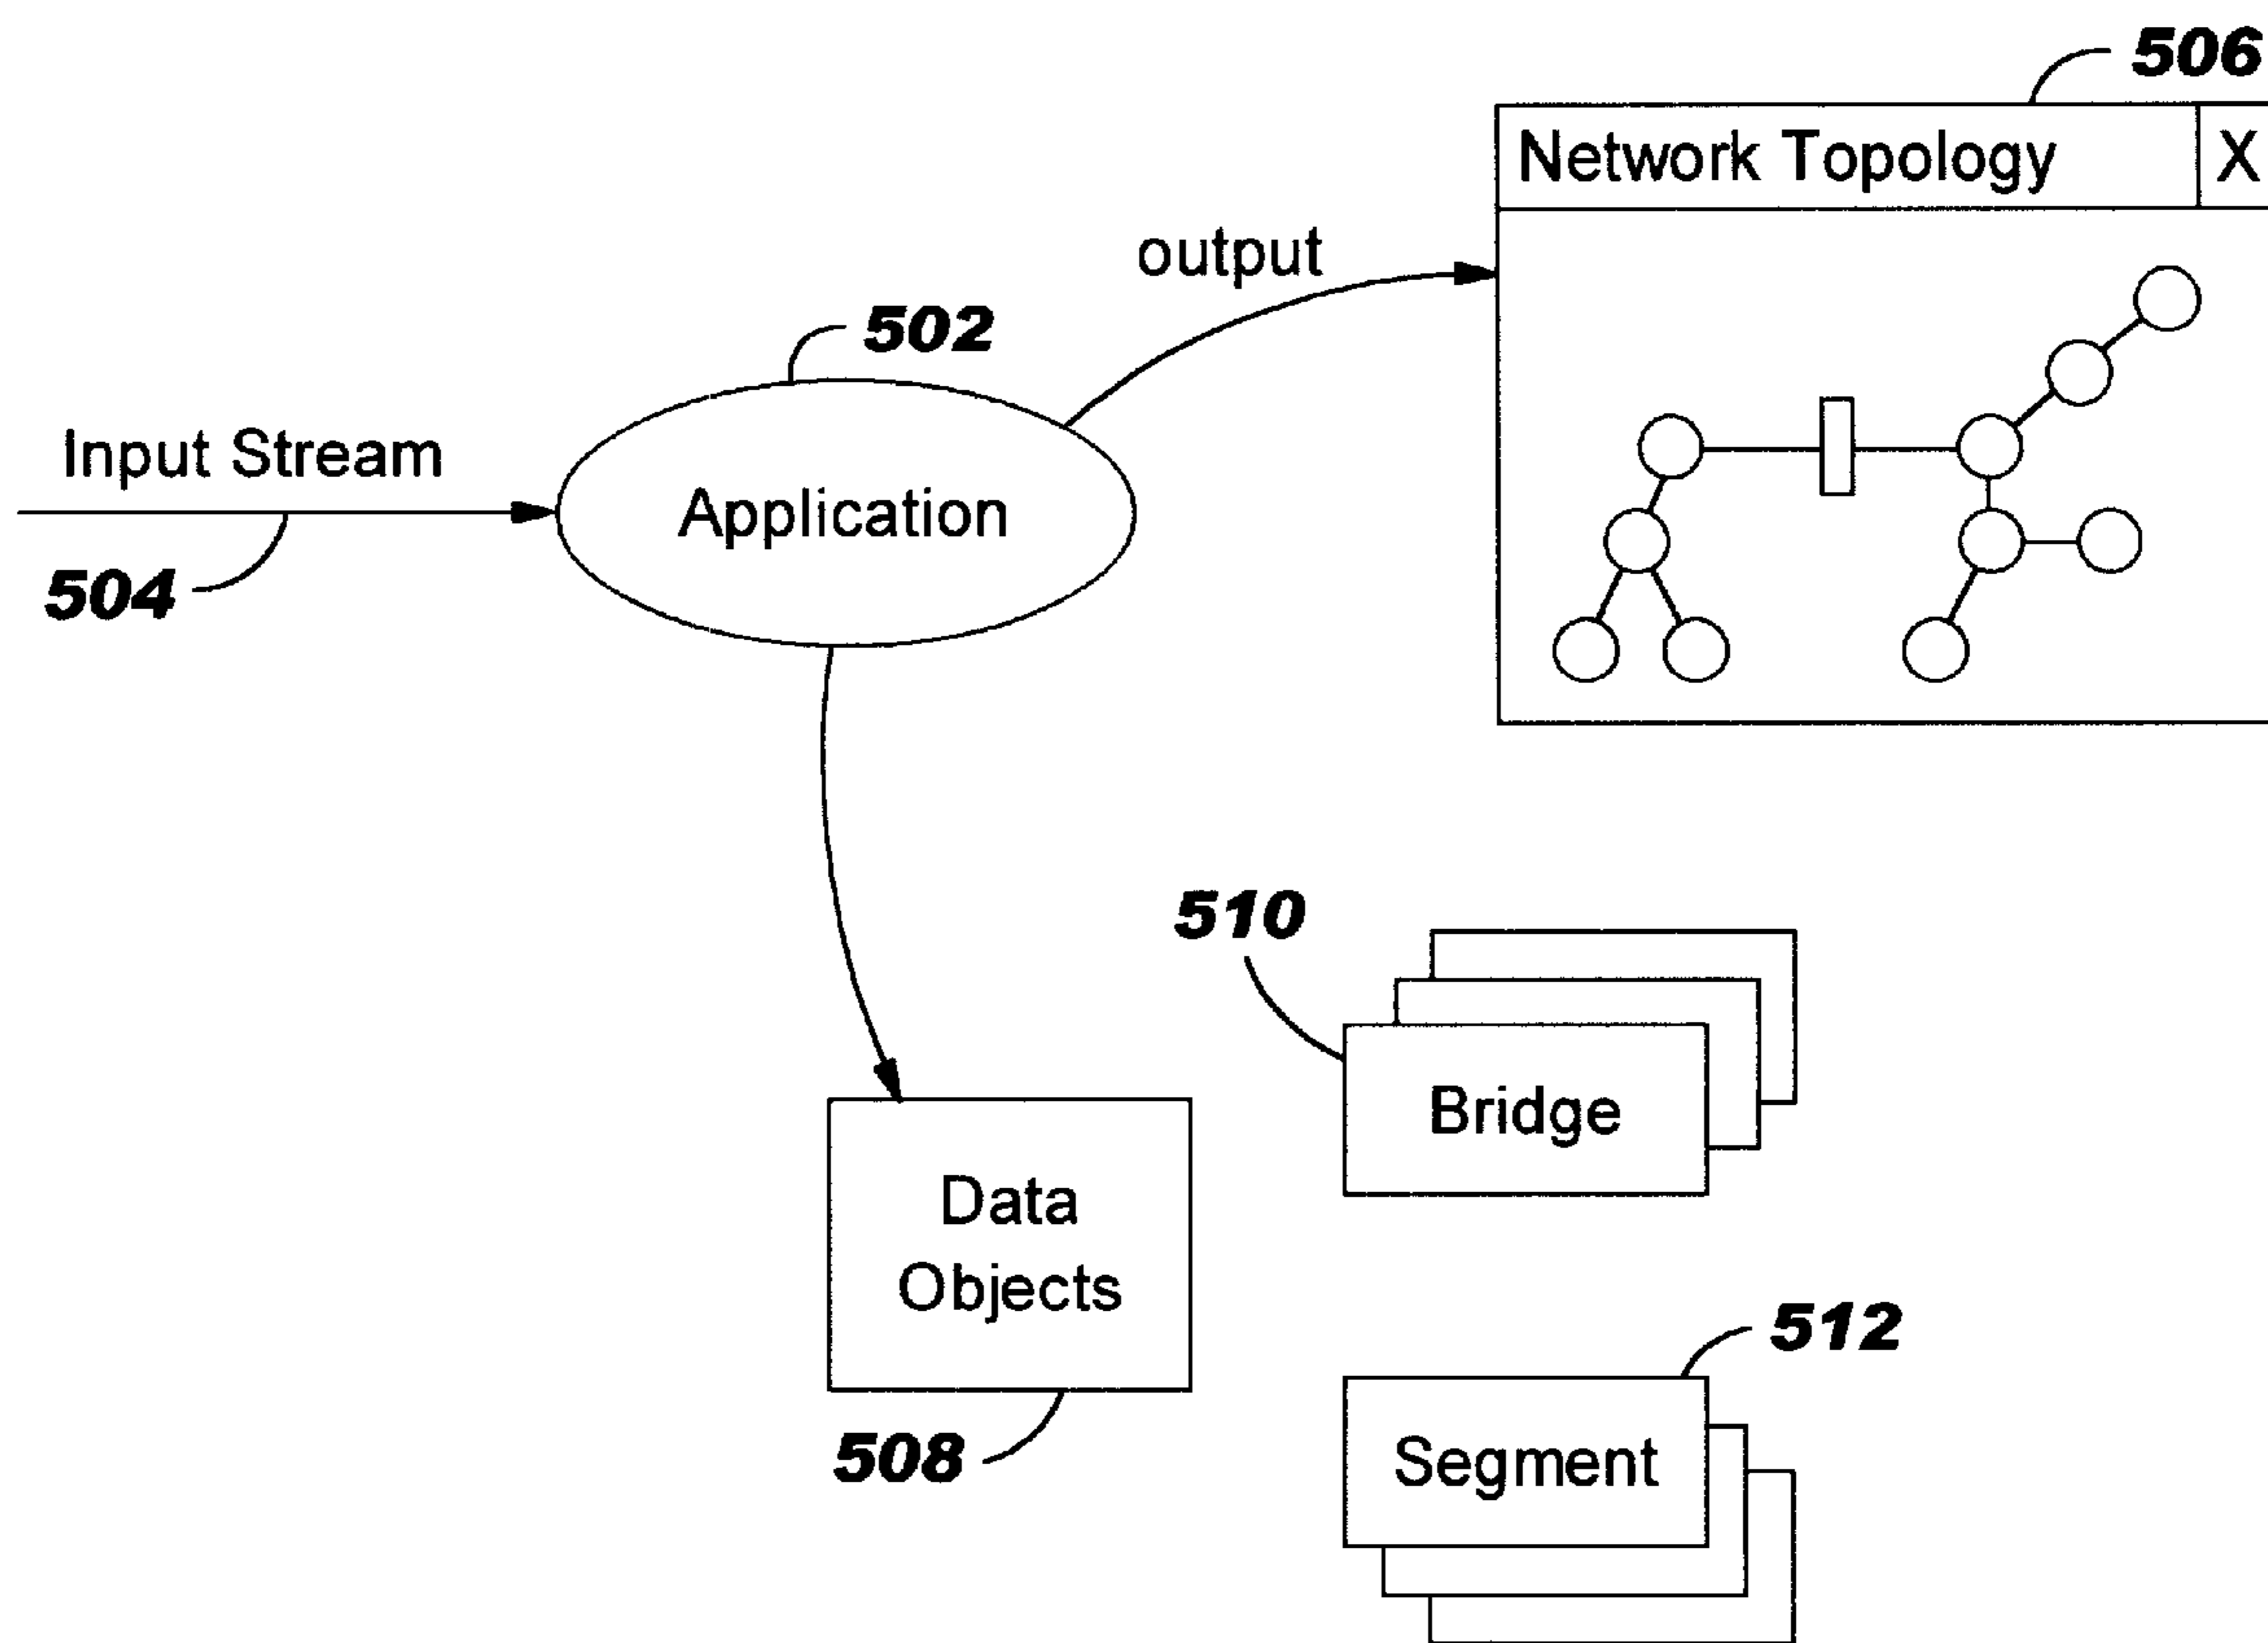 506
Network Topology X
output
502
Input Stream
Application
504
510
Bridge
Data
Objects
512
Segment
508